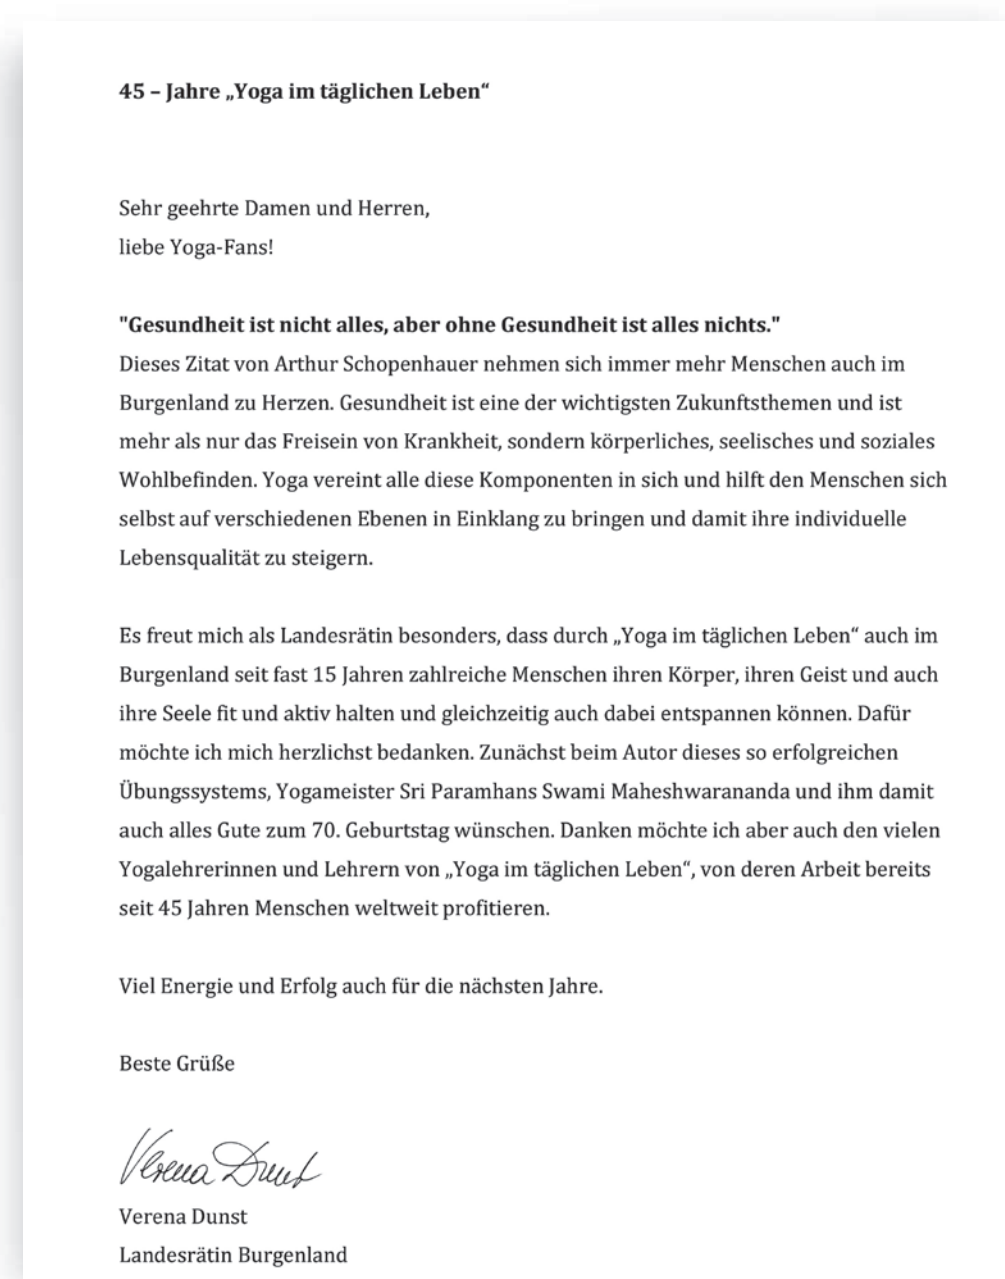 45 – Jahre „Yoga im täglichen Leben“
Sehr geehrte Damen und Herren,
liebe Yoga-Fans!
"Gesundheit ist nicht alles, aber ohne Gesundheit ist alles nichts."
Dieses Zitat von Arthur Schopenhauer nehmen sich immer mehr Menschen auch im
Burgenland zu Herzen. Gesundheit ist eine der wichtigsten Zukunftsthemen und ist
mehr als nur das Freisein von Krankheit, sondern körperliches, seelisches und soziales
Wohlbefinden. Yoga vereint alle diese Komponenten in sich und hilft den Menschen sich
selbst auf verschiedenen Ebenen in Einklang zu bringen und damit ihre individuelle
Lebensqualität zu steigern.
Es freut mich als Landesrätin besonders, dass durch „Yoga im täglichen Leben“ auch im
Burgenland seit fast 15 Jahren zahlreiche Menschen ihren Körper, ihren Geist und auch
ihre Seele fit und aktiv halten und gleichzeitig auch dabei entspannen können. Dafür
möchte ich mich herzlichst bedanken. Zunächst beim Autor dieses so erfolgreichen
Übungssystems, Yogameister Sri Paramhans Swami Maheshwarananda und ihm damit
auch alles Gute zum 70. Geburtstag wünschen. Danken möchte ich aber auch den vielen
Yogalehrerinnen und Lehrern von „Yoga im täglichen Leben“, von deren Arbeit bereits
seit 45 Jahren Menschen weltweit profitieren.
Viel Energie und Erfolg auch für die nächsten Jahre.
Beste Grüße
Verena Dunst
Verena Dunst
Landesrätin Burgenland